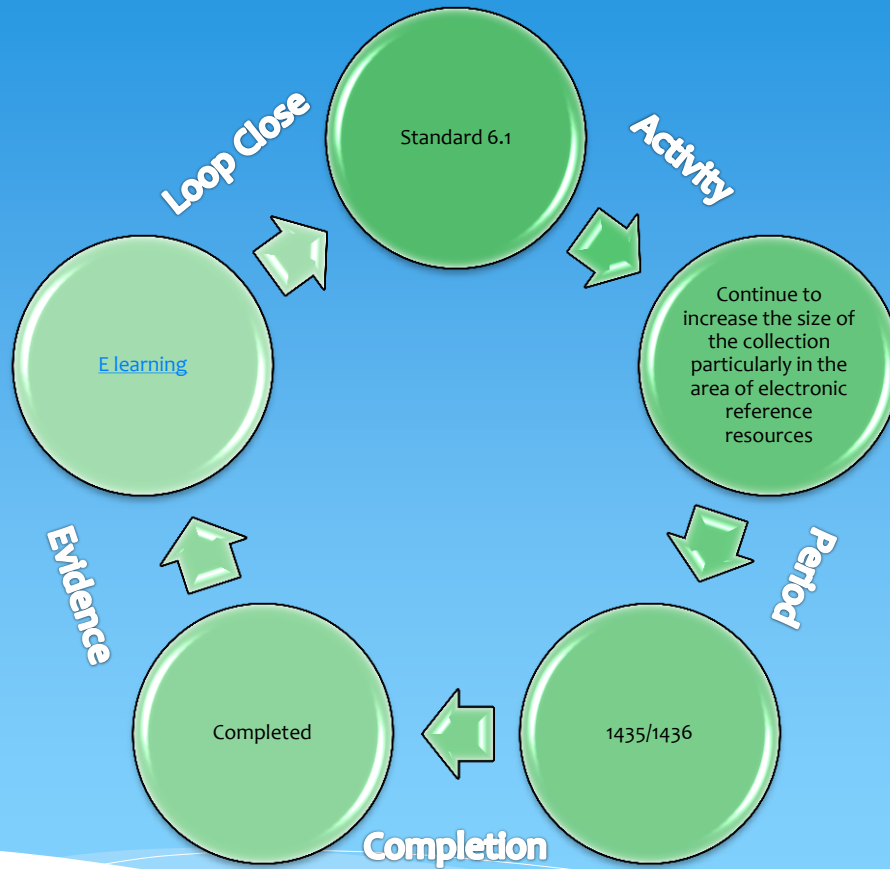 Standard 6.1
Activity
Continue to
increase the size of
the collection
particularly in the
area of electronic
reference
resources
Period
1435/1436
Completion
Completed
Evidence
E learning
Loop Close